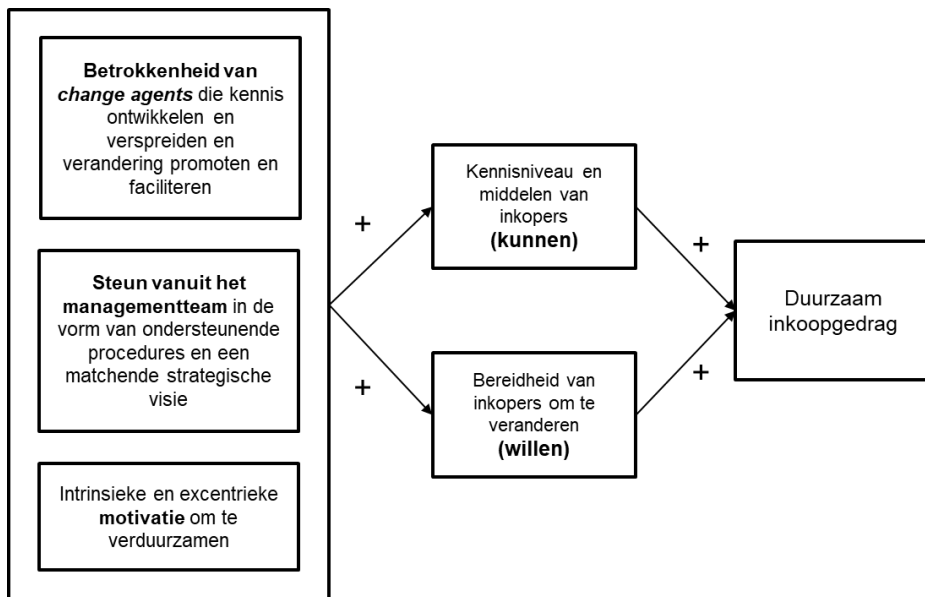 Betrokkenheid van
change agents die kennis
ontwikkelen en
verspreiden en
verandering promoten en
faciliteren
Steun vanuit het
managementteam in de
vorm van ondersteunende
procedures en een
matchende strategische
visie
Intrinsieke en excentrieke
motivatie om te
verduurzamen
+
+
Kennisniveau en
middelen van
inkopers
(kunnen)
Bereidheid van
inkopers om te
veranderen
(willen)
+
+
Duurzaam
inkoopgedrag